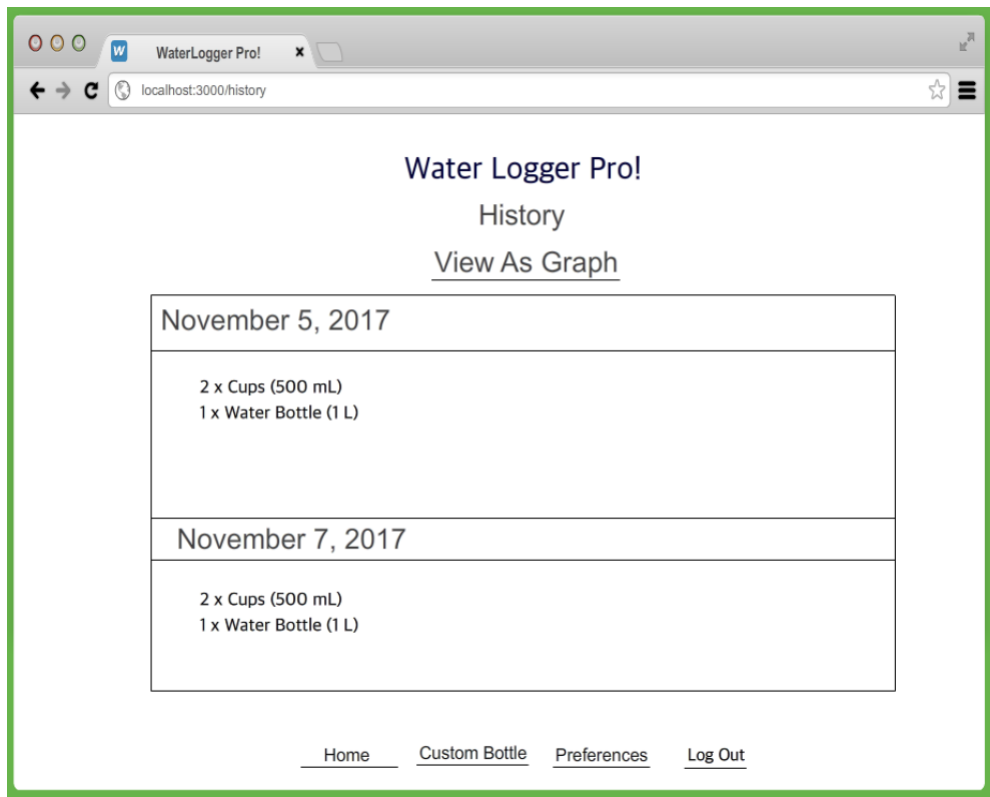 W WaterLogger Pro!
localhost:3000/history
Water Logger Pro!
History
View As Graph
November 5, 2017
2 x Cups (500 mL)
1 x Water Bottle (1 L)
November 7, 2017
2 x Cups (500 mL)
1 x Water Bottle (1 L)
Home Custom Bottle Preferences Log Out